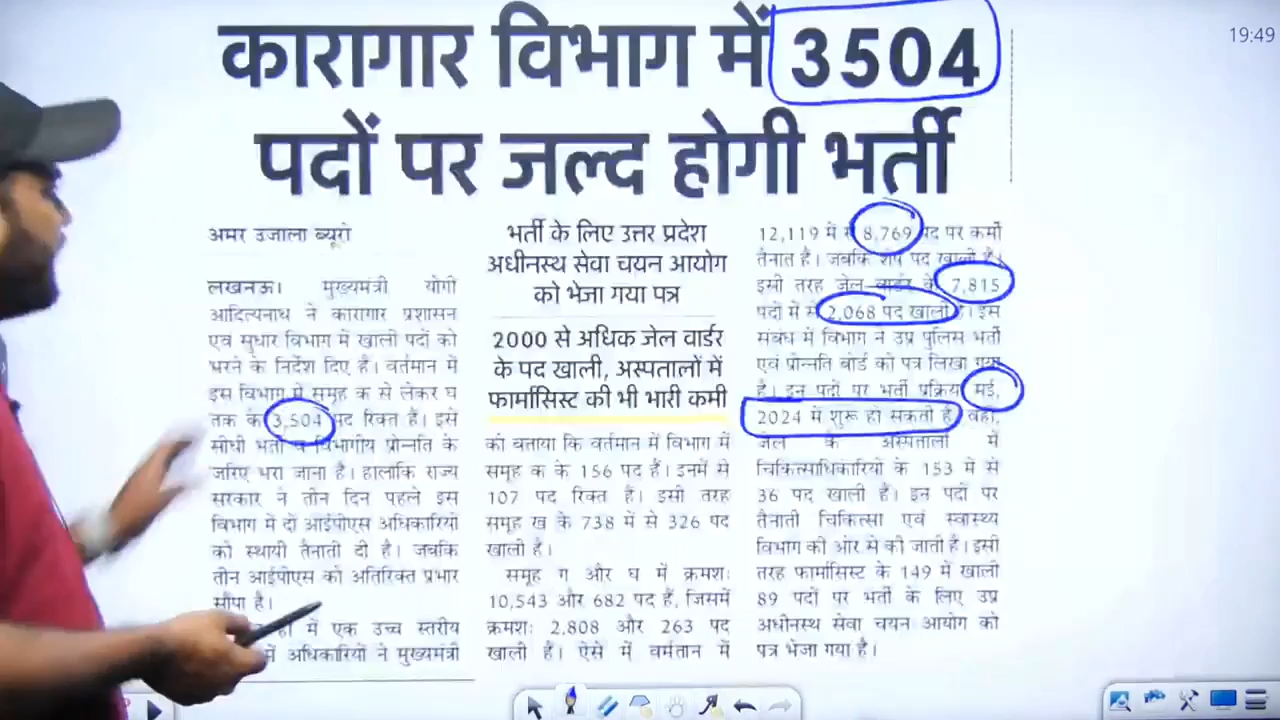 कारागार विभाग में 3504
पदों पर जल्द होगी भर्ती
19:49
अमर उजाला ब्यूरो
लखनऊ। मुख्यमंत्री योगी
आदित्यनाथ ने कारागार प्रशासन
एवं सुधार विभाग में खाली पदों को
भरने के निर्देश दिए हैं। वर्तमान में
इस विभाग में समूह क से लेकर घ
तक के 3,504 पद रिक्त हैं। इसे
सीधी भर्ती व विभागीय प्रोन्नति के
जरिए भरा जाना है। हालांकि राज्य
सरकार ने तीन दिन पहले इस
विभाग में दो आईपीएस अधिकारियों
को स्थायी तैनाती दी है। जबकि
तीन आईपीएस को अतिरिक्त प्रभार
सौंपा है।
में एक उच्च स्तरीय
में अधिकारियों ने मुख्यमंत्री
भर्ती के लिए उत्तर प्रदेश
अधीनस्थ सेवा चयन आयोग
को भेजा गया पत्र
2000 से अधिक जेल वार्डर
के पद खाली, अस्पतालों में
फार्मासिस्ट की भी भारी कमी
को बताया कि वर्तमान में विभाग में
समूह क के 156 पद हैं। इनमें से
107 पद रिक्त हैं। इसी तरह
समूह ख के 738 में से 326 पद
खाली हैं।
समूह ग और घ में क्रमशः
10,543 और 682 पद हैं, जिसमें
क्रमशः 2,808 और 263 पद
खाली हैं। ऐसे में वर्मतान में
12,119 में से 8,769 पद पर कर्मी
तैनात हैं। जबकि शेष पद खाली हैं।
इसी तरह जेल वार्डर के 7,815
पदों में से 2,068 पद खाली हैं। इस
संबंध में विभाग ने उप्र पुलिस भर्ती
एवं प्रोन्नति बोर्ड को पत्र लिखा गया
है। इन पदों पर भर्ती प्रक्रिया मई,
2024 में शुरू हो सकती है। वहीं,
जेल के अस्पतालों में
चिकित्साधिकारियों के 153 में से
36 पद खाली हैं। इन पदों पर
तैनाती चिकित्सा एवं स्वास्थ्य
विभाग की ओर से की जाती है। इसी
तरह फार्मासिस्ट के 149 में खाली
89 पदों पर भर्ती के लिए उप्र
अधीनस्थ सेवा चयन आयोग को
पत्र भेजा गया है।